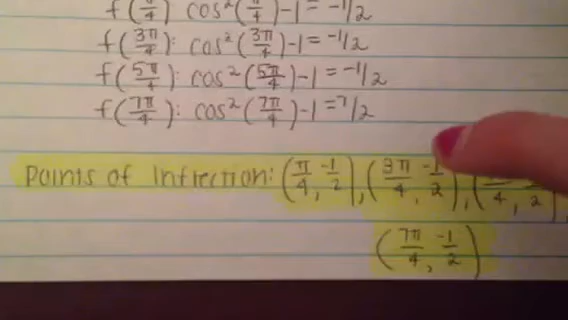 f(π/4): cos²(π/4)-1=-1/2
f(3π/4): cos²(3π/4)-1=-1/2
f(5π/4): cos²(5π/4)-1=-1/2
f(7π/4): cos²(7π/4)-1=-1/2
Points of Inflection: (π/4, -1/2), (3π/4, -1/2), ( /4, /2
(7π/4, -1/2)